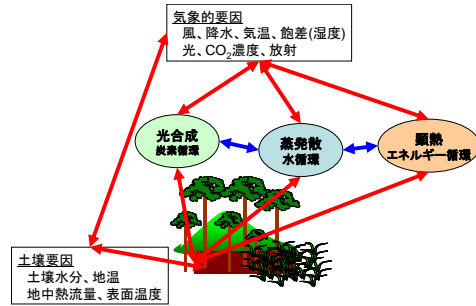 気象的要因
風、降水、気温、飽差(湿度)
光、CO2濃度、放射
光合成
炭素循環
蒸発散
水循環
顕熱
エネルギー循環
土壌要因
土壌水分、地温
地中熱流量、表面温度